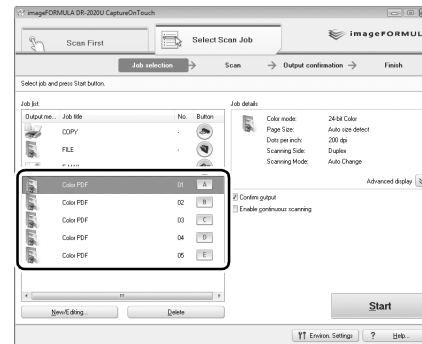 imageFORMULA DR-2020U CaptureOnTouch
Scan First
Select Scan Job
imageFORMUL
Job selection
Scan
Output confirmation
Finish
Select job and press Start button.
Job list
Output me... Job title No. Button
COPY -
FILE -
Color PDF 01 A
Color PDF 02 B
Color PDF 03 C
Color PDF 04 D
Color PDF 05 E
New/Editing...
Delete
Job details
Color mode: 24-bit Color
Page Size: Auto size detect
Dots per inch: 200 dpi
Scanning Side: Duplex
Scanning Mode: Auto Change
Advanced display
Confirm output
Enable continuous scanning
Start
Environ. Settings
? Help...